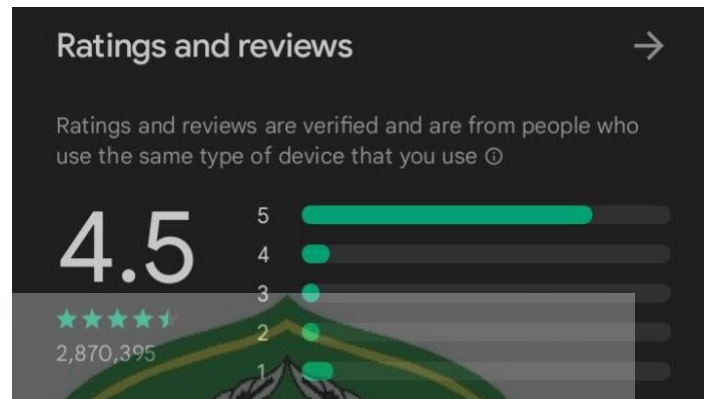 Ratings and reviews
Ratings and reviews are verified and are from people who
use the same type of device that you use
4.5
2,870,395
5
4
3
2
1